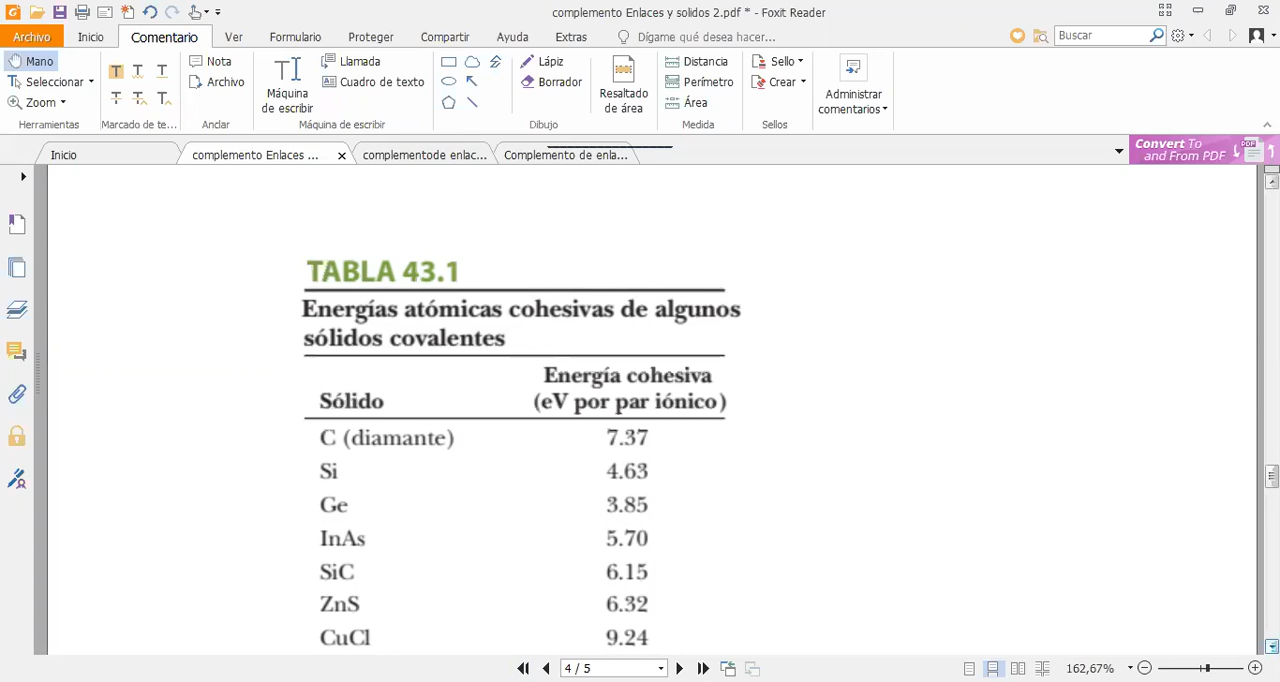 complemento Enlaces y solidos 2.pdf * - Foxit Reader
Archivo Inicio Comentario Ver Formulario Proteger Compartir Ayuda Extras Dígame qué desea hacer... Buscar
Mano
Seleccionar
Zoom
Herramientas
T T T
T T T
Marcado de te...
Nota
Archivo
Anclar
Máquina
de escribir
Llamada
Cuadro de texto
Máquina de escribir
Lápiz
Borrador
Dibujo
Resaltado
de área
Distancia
Perímetro
Área
Medida
Sello
Crear
Sellos
Administrar
comentarios
Inicio complemento Enlaces ... x complementode enlac... Complemento de enla...
Convert To
and From PDF
PDF
TABLA 43.1
Energías atómicas cohesivas de algunos
sólidos covalentes
Energía cohesiva
Sólido (eV por par iónico)
C (diamante) 7.37
Si 4.63
Ge 3.85
InAs 5.70
SiC 6.15
ZnS 6.32
CuCl 9.24
4 / 5 162,67%